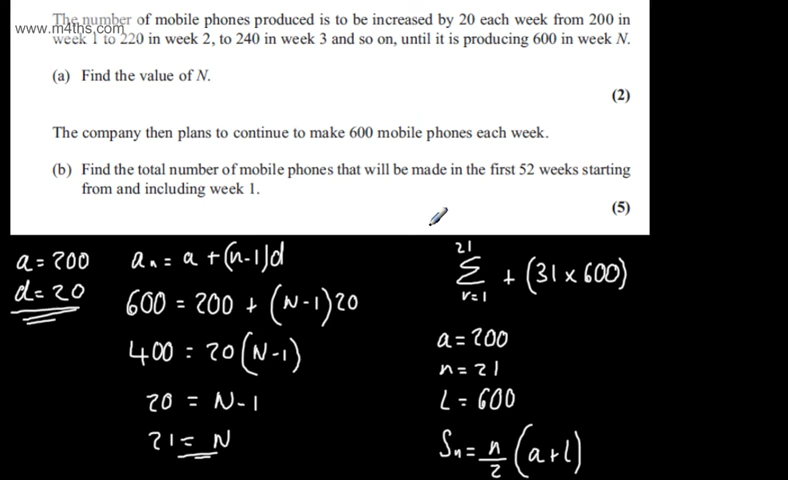 The number of mobile phones produced is to be increased by 20 each week from 200 in
www.m4ths.com
week 1 to 220 in week 2, to 240 in week 3 and so on, until it is producing 600 in week N.
(a) Find the value of N.
(2)
The company then plans to continue to make 600 mobile phones each week.
(b) Find the total number of mobile phones that will be made in the first 52 weeks starting
from and including week 1.
(5)
a = 200
d = 20
aₙ = a + (n-1)d
600 = 200 + (N-1)20
400 = 20(N-1)
20 = N-1
21 = N
21
Σ + (31 × 600)
r=1
a = 200
n = 21
L = 600
Sₙ = n/2 (a+l)